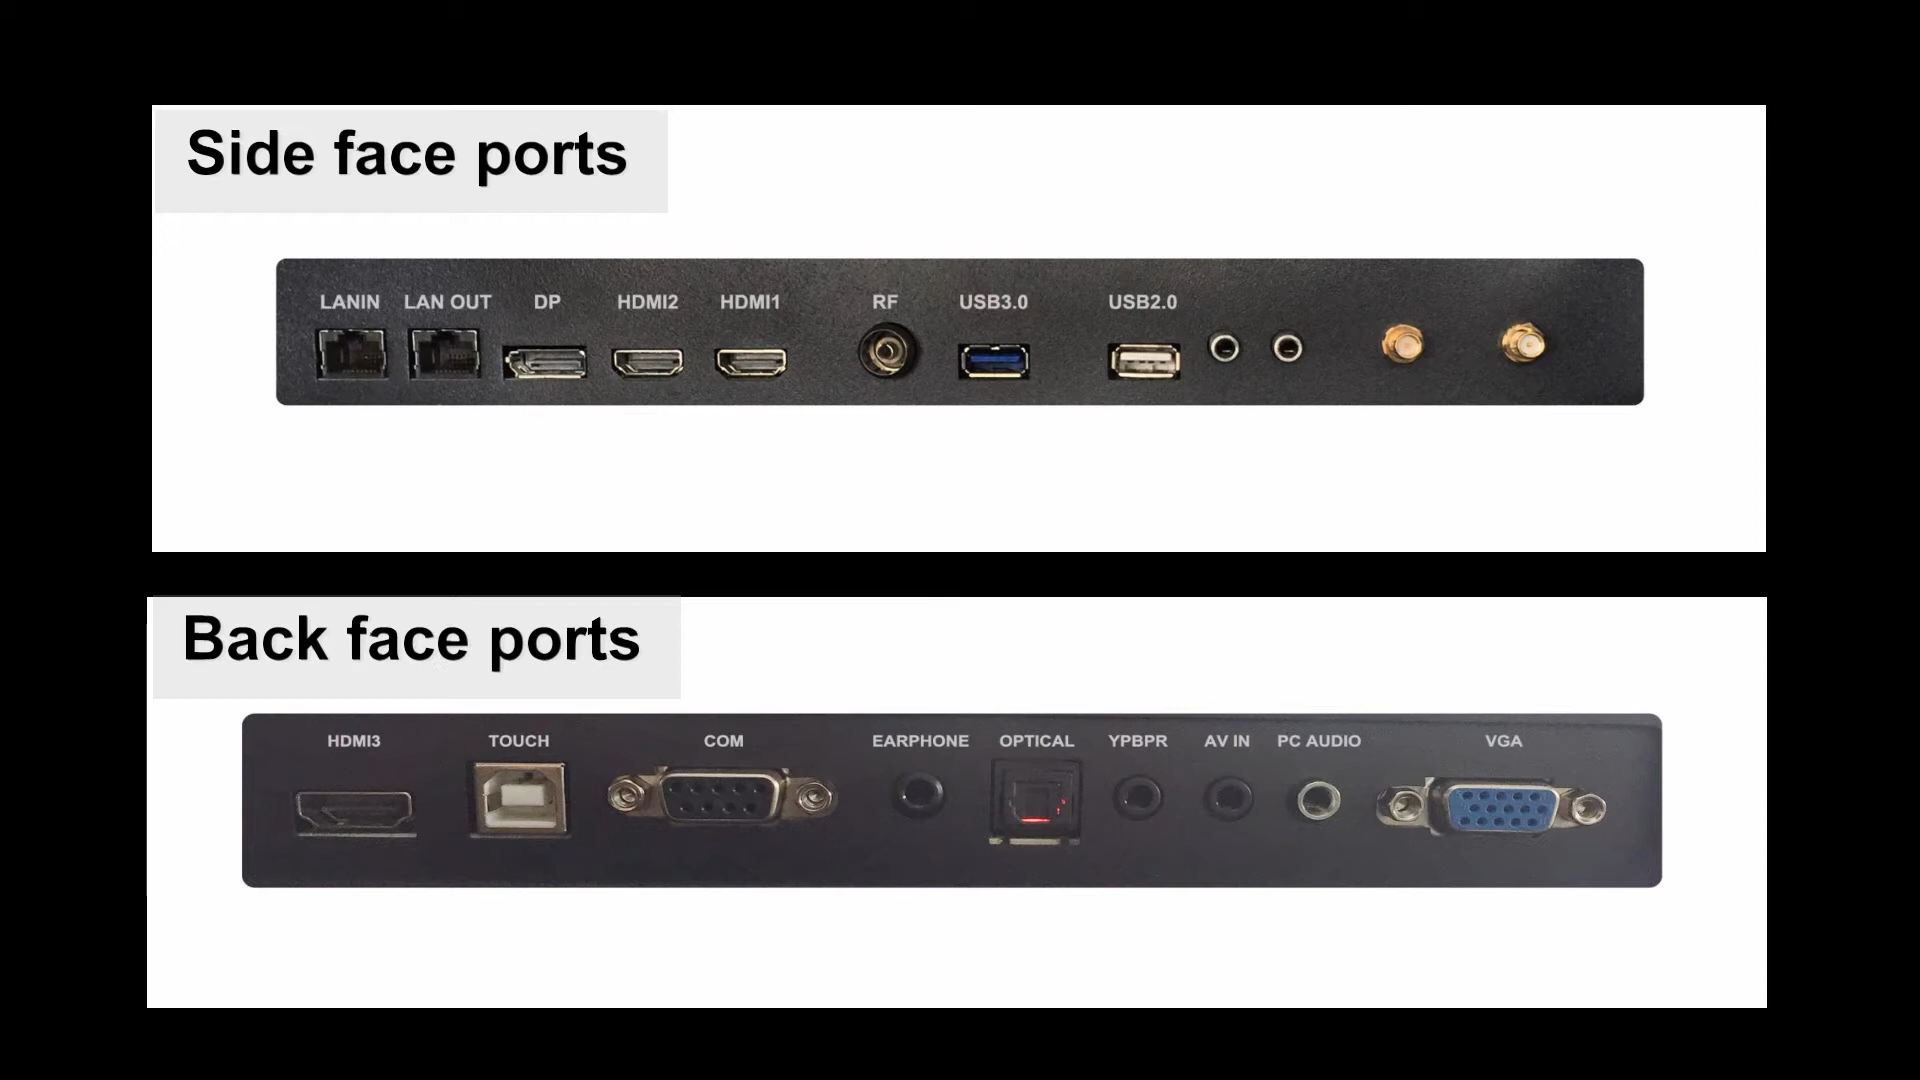 Side face ports
LANIN LAN OUT DP HDMI2 HDMI1 RF USB3.0 USB2.0
Back face ports
HDMI3 TOUCH COM EARPHONE OPTICAL YPBPR AV IN PC AUDIO VGA